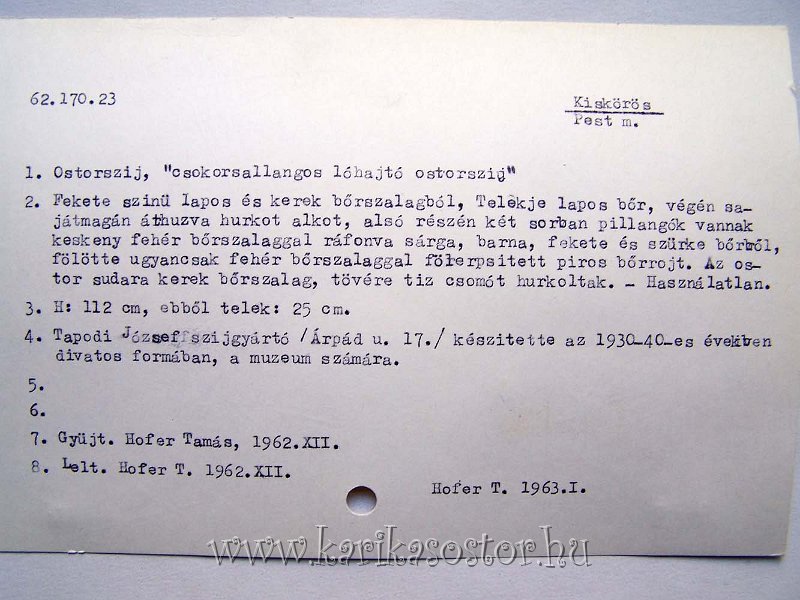 62.170.23
Kiskörös
Pest m.
1. Ostorszij, "csokorsallangos lóhajtó ostorszij"
2. Fekete szinü lapos és kerek bőrszalagból, Telekje lapos bőr, végén sa-
játmagán áthuzva hurkot alkot, alsó részén két sorban pillangók vannak
keskeny fehér bőrszalaggal ráfonva sárga, barna, fekete és szürke bőrből,
fölötte ugyancsak fehér bőrszalaggal fölerpsitett piros bőrrojt. Az os-
tor sudara kerek bőrszalag, tövére tiz csomót hurkoltak. - Használatlan.
3. H: 112 cm, ebből telek: 25 cm.
4. Tapodi József szijgyártó /Árpád u. 17./ készitette az 1930-40-es években
divatos formában, a muzeum számára.
5.
6.
7. Gyüjt. Hofer Tamás, 1962.XII.
8. Lelt. Hofer T. 1962.XII.
Hofer T. 1963.I.
www.karikasostor.hu